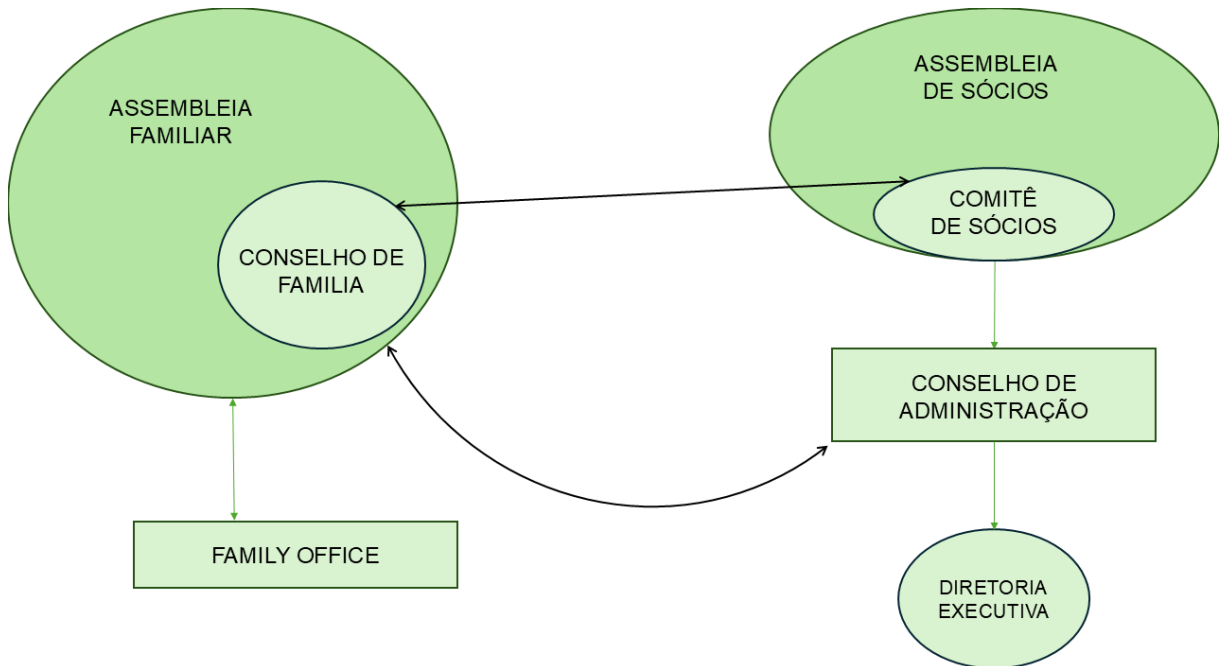 ASSEMBLEIA
FAMILIAR
CONSELHO DE
FAMILIA
FAMILY OFFICE
ASSEMBLEIA
DE SÓCIOS
COMITÊ
DE SÓCIOS
CONSELHO DE
ADMINISTRAÇÃO
DIRETORIA
EXECUTIVA